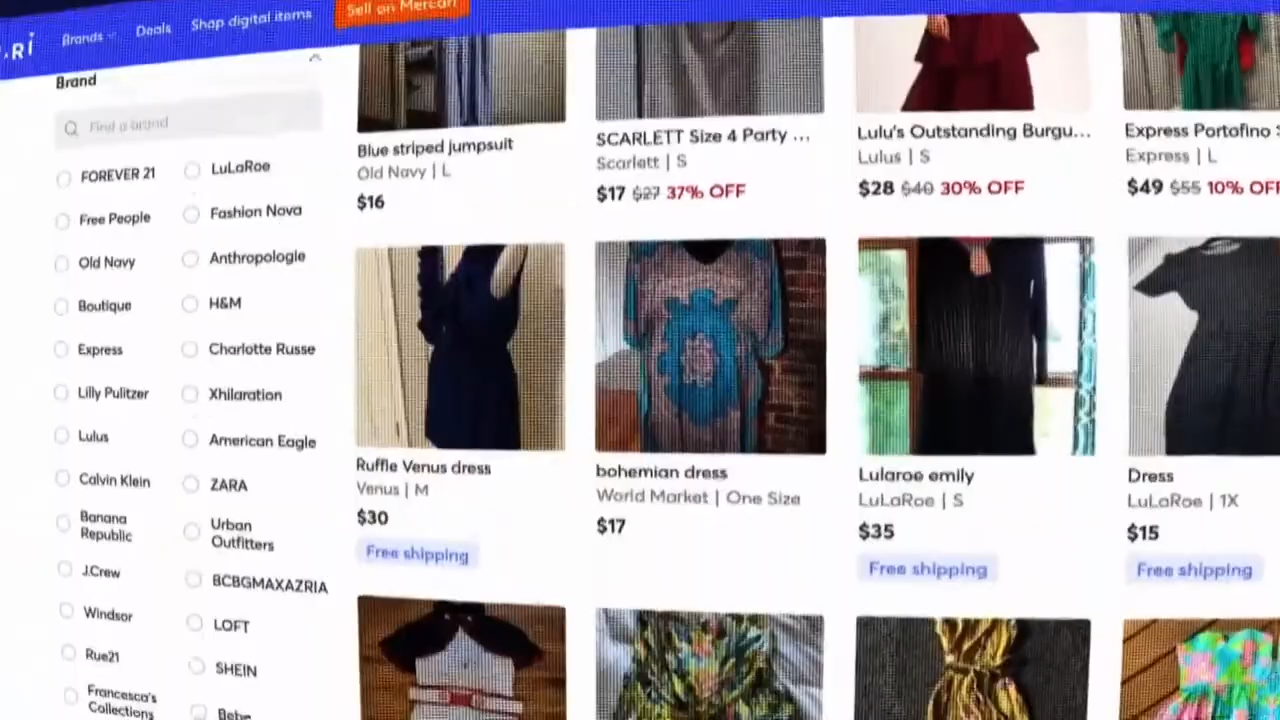 Brands
Deals
Shop digital items
Sell on Mercari
Brand
Find a brand
FOREVER 21
LuLaRoe
Free People
Fashion Nova
Old Navy
Anthropologie
Boutique
H&M
Express
Charlotte Russe
Lilly Pulitzer
Xhilaration
Lulus
American Eagle
Calvin Klein
ZARA
Banana
Republic
Urban
Outfitters
J.Crew
BCBGMAXAZRIA
Windsor
LOFT
Rue21
SHEIN
Francesca's
Collections
Bebe
Blue striped jumpsuit
Old Navy | L
$16
SCARLETT Size 4 Party ...
Scarlett | S
$17 $27 37% OFF
Lulu's Outstanding Burgu...
Lulus | S
$28 $40 30% OFF
Express Portofino
Express | L
$49 $55 10% OFF
Ruffle Venus dress
Venus | M
$30
Free shipping
bohemian dress
World Market | One Size
$17
Lularoe emily
LuLaRoe | S
$35
Free shipping
Dress
LuLaRoe | 1X
$15
Free shipping